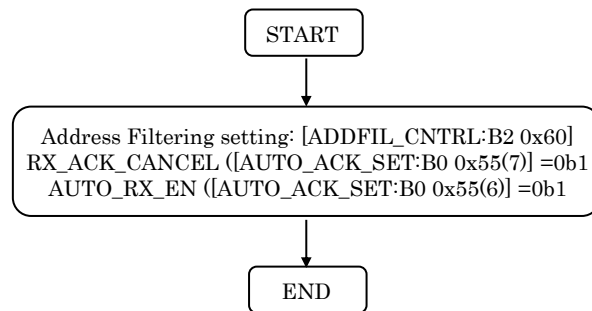 START
Address Filtering setting: [ADDFIL_CNTRL:B2 0x60]
RX_ACK_CANCEL ([AUTO_ACK_SET:B0 0x55(7)] =0b1
AUTO_RX_EN ([AUTO_ACK_SET:B0 0x55(6)] =0b1
END